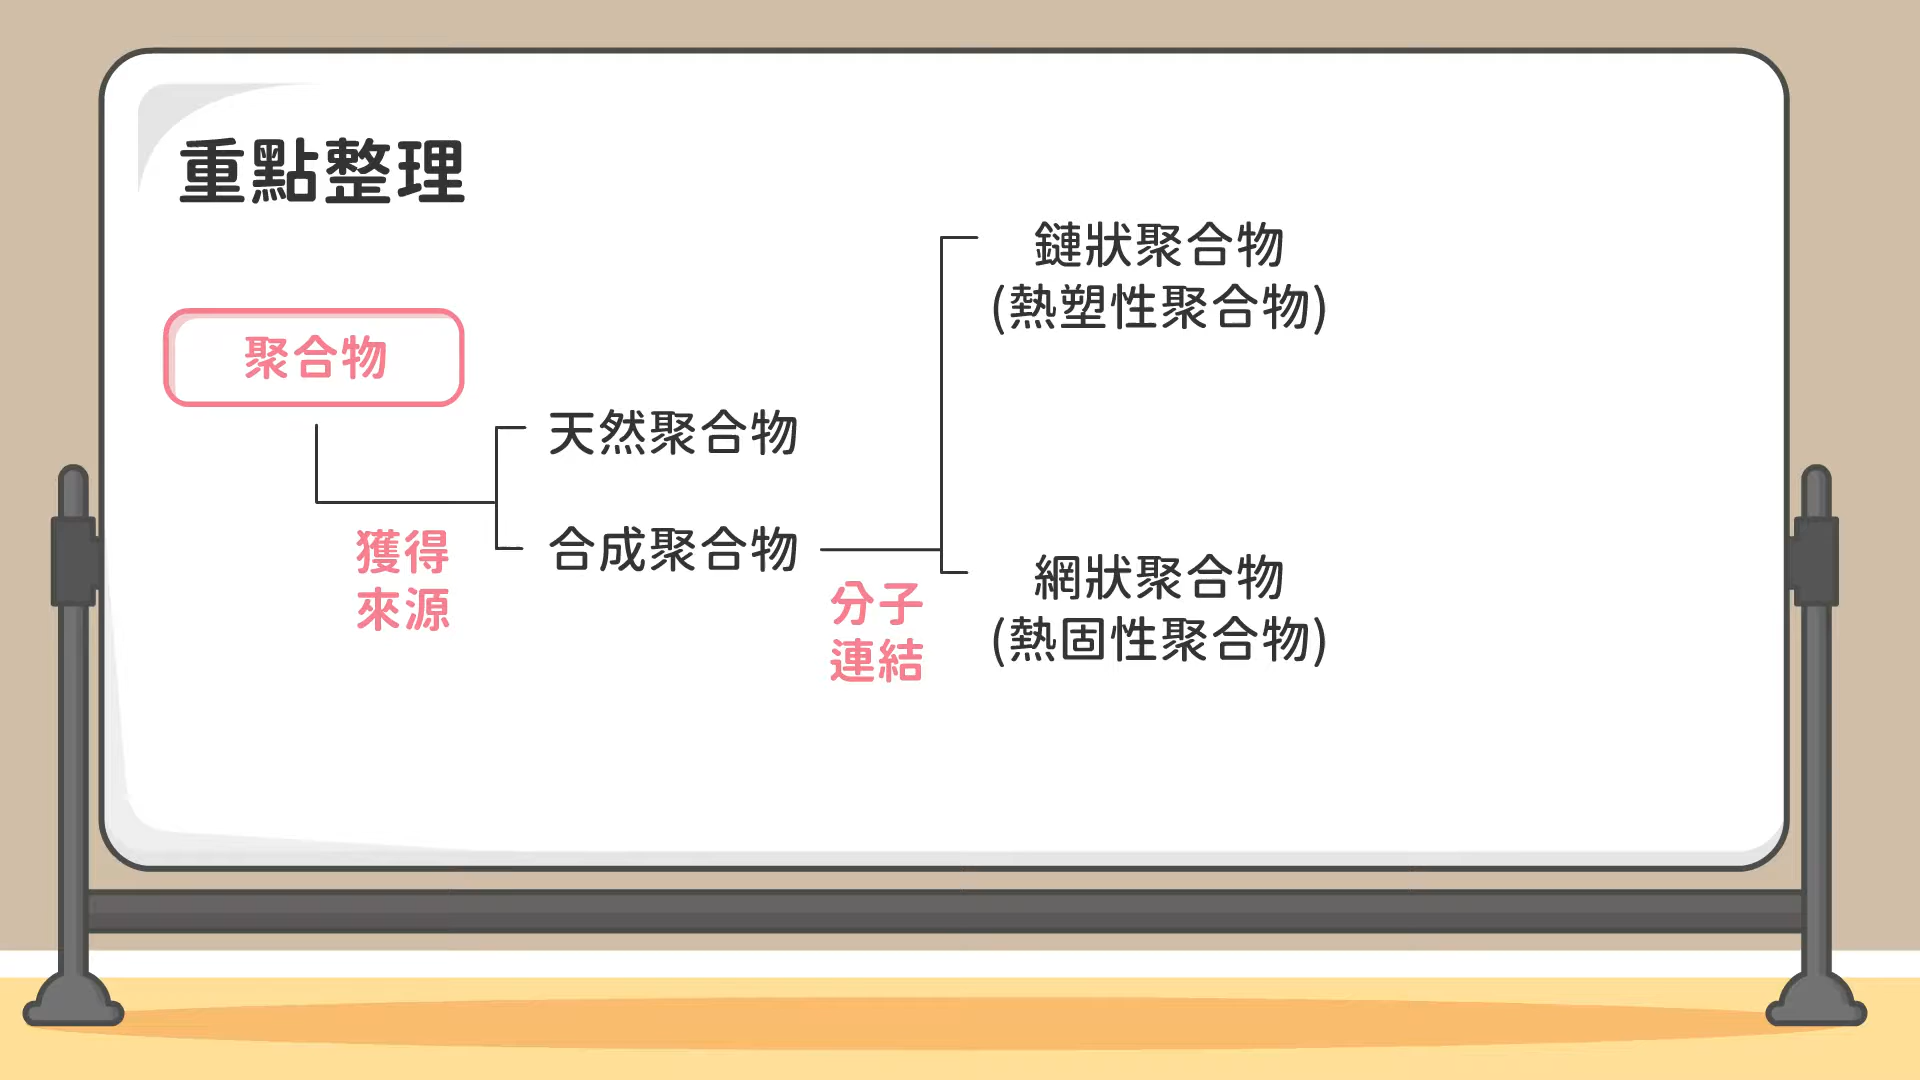 重點整理
聚合物
獲得
來源
天然聚合物
合成聚合物
分子
連結
鏈狀聚合物
(熱塑性聚合物)
網狀聚合物
(熱固性聚合物)